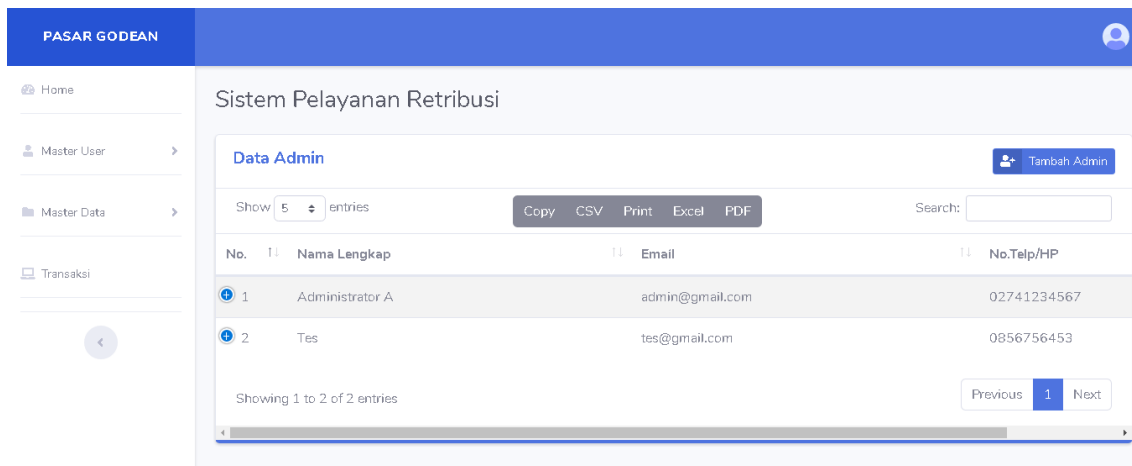 PASAR GODEAN
Home
Master User
Master Data
Transaksi
Sistem Pelayanan Retribusi
Data Admin
Tambah Admin
Show 5 entries
Copy CSV Print Excel PDF
Search:
No. Nama Lengkap Email No.Telp/HP
1 Administrator A admin@gmail.com 02741234567
2 Tes tes@gmail.com 0856756453
Showing 1 to 2 of 2 entries
Previous 1 Next